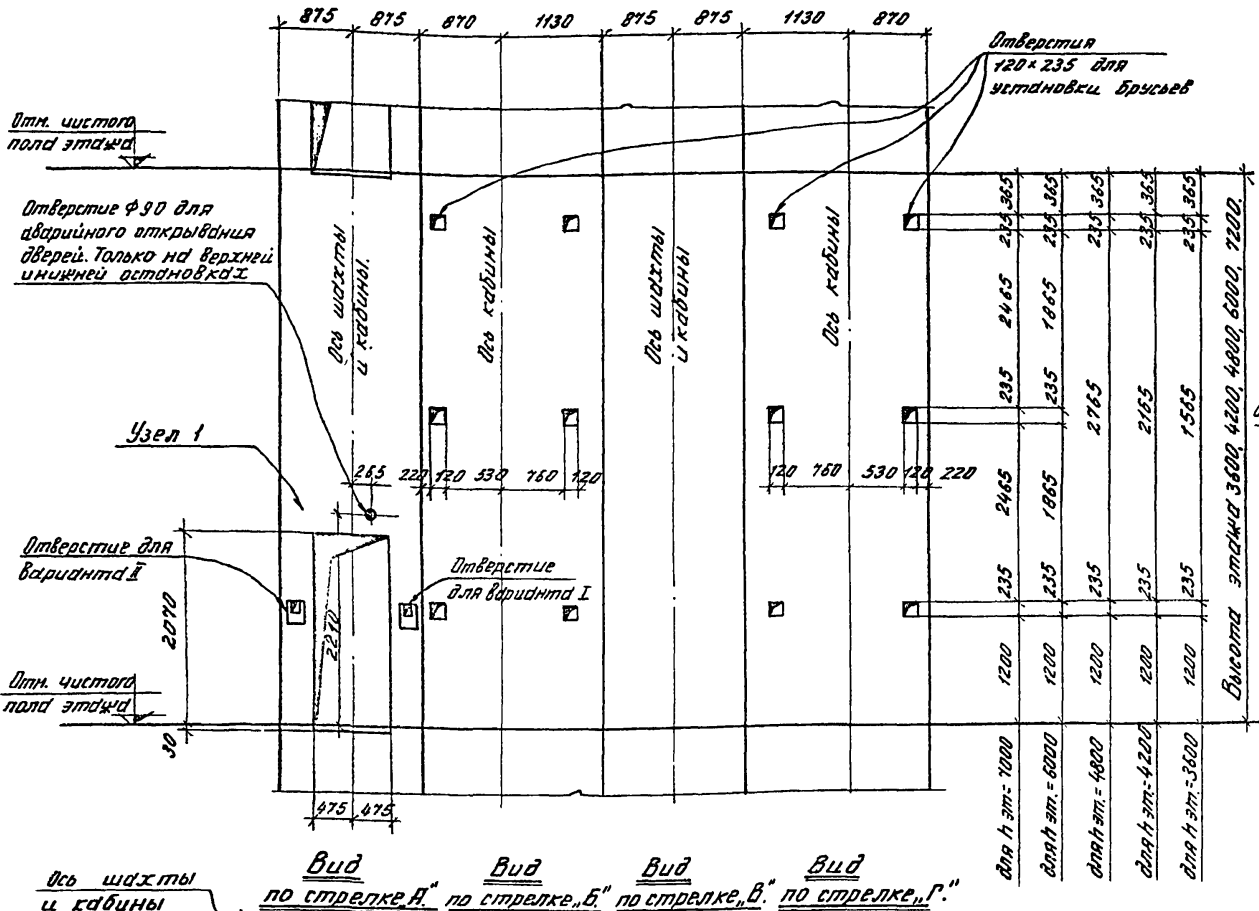 875 875 870 1130 875 875 1130 870
Отверстия
120×235 для
установки брусьев
Отм. чистого
пола этажа
Отверстие Ф90 для
аварийного открывания
дверей. Только на верхней
и нижней остановках
Ось шахты
и кабины.
Ось кабины
Ось шахты
и кабины
Ось кабины
Узел 1
265 220 120 530 760 120
120 760 530 120 220
Отверстие для
варианта II
Отверстие
для варианта I
2070
2210
Отм. чистого
пола этажа
30
475 475
365 365 365 365 365
235 235 235 235 235
2465 1865
235 235 2765 2165 1565
2465 1865
235 235 235 235 235
1200 1200 1200 1200 1200
для h эт.= 7000
для h эт.= 6000
для h эт.= 4800
для h эт.= 4200
для h эт.= 3600
Высота этажа 3600, 4200, 4800, 6000, 7200.
Вид
по стрелке „А.“
Вид
по стрелке „Б.“
Вид
по стрелке „В.“
Вид
по стрелке „Г.“
Ось шахты
и кабины